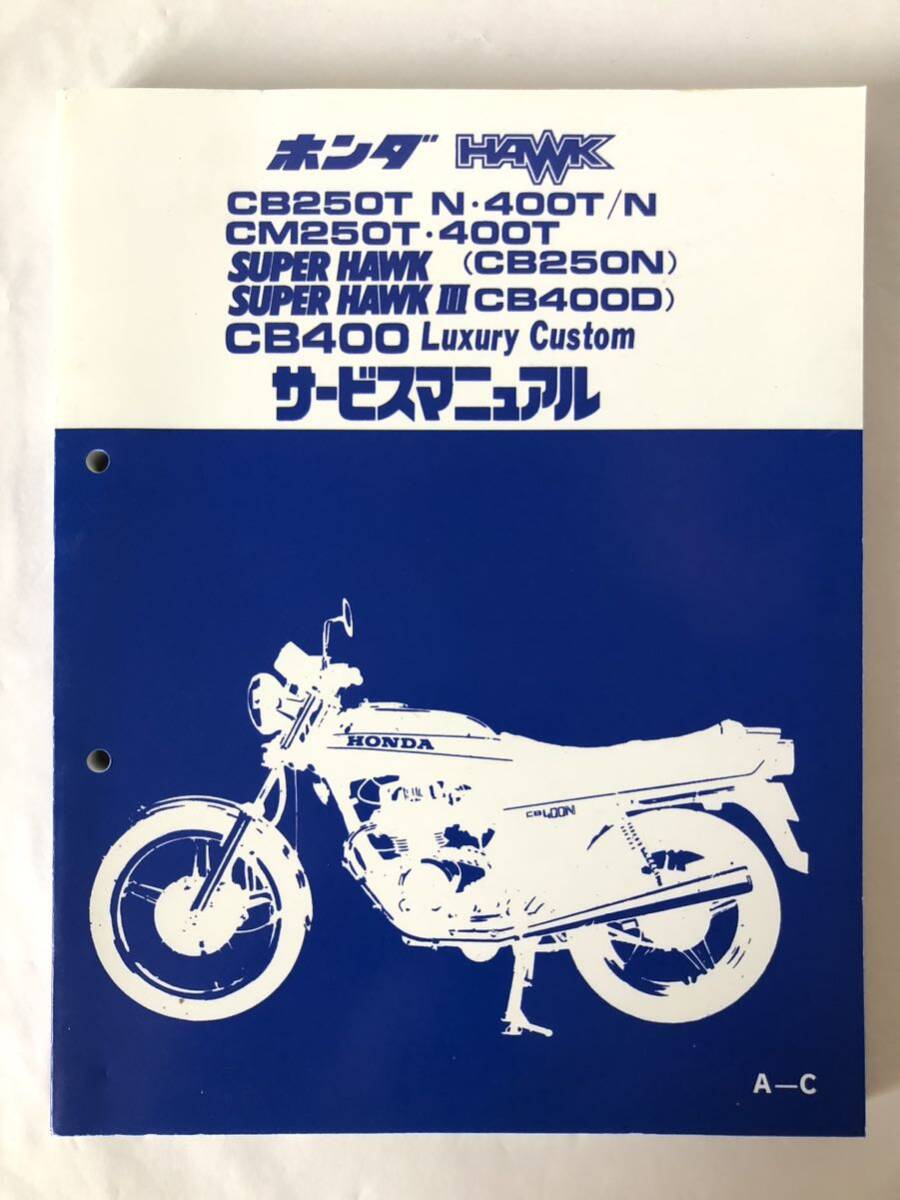 ホンダ HAWK
CB250T N・400T/N
CM250T・400T
SUPER HAWK (CB250N)
SUPER HAWK III CB400D)
CB400 Luxury Custom
サービスマニュアル
HONDA
CB400N
A—C